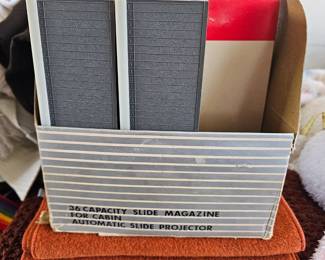 36 CAPACITY SLIDE MAGAZINE
FOR CABIN
AUTOMATIC SLIDE PROJECTOR